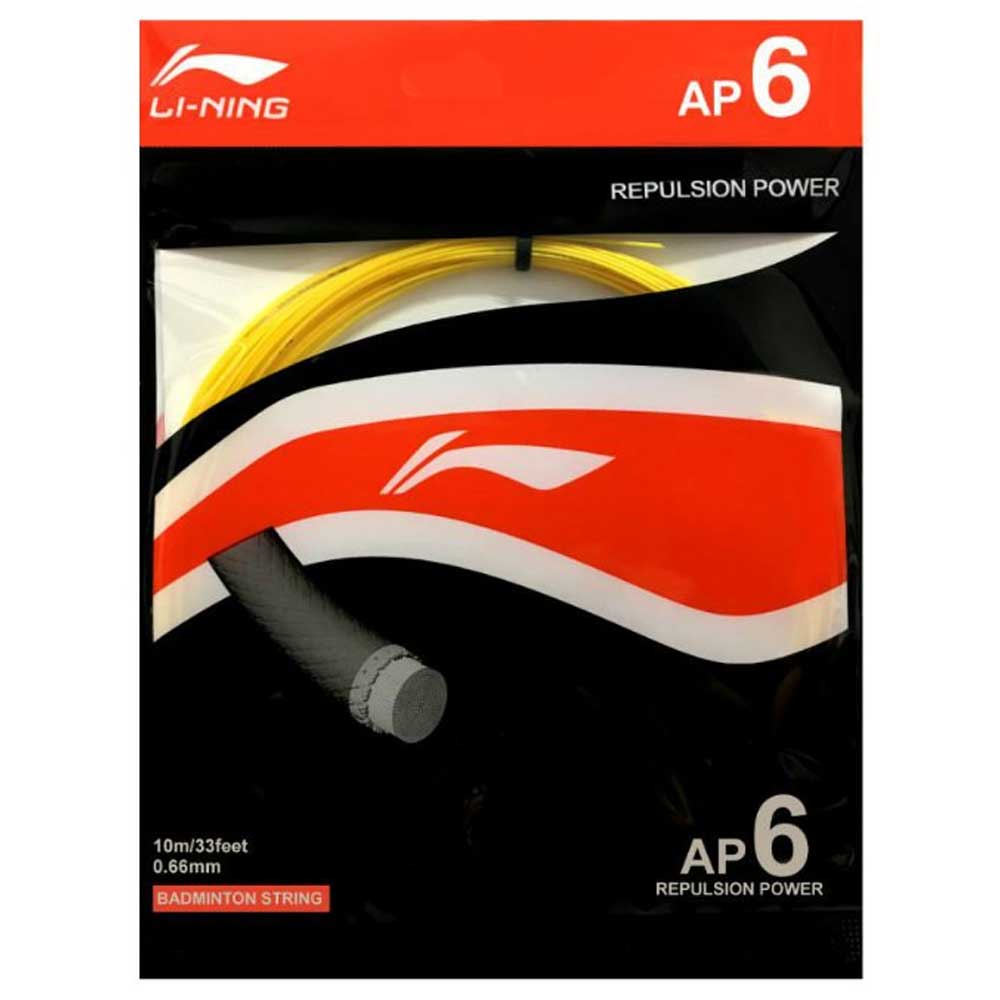 LI-NING
AP 6
REPULSION POWER
10m/33feet
0.66mm
BADMINTON STRING
AP 6
REPULSION POWER